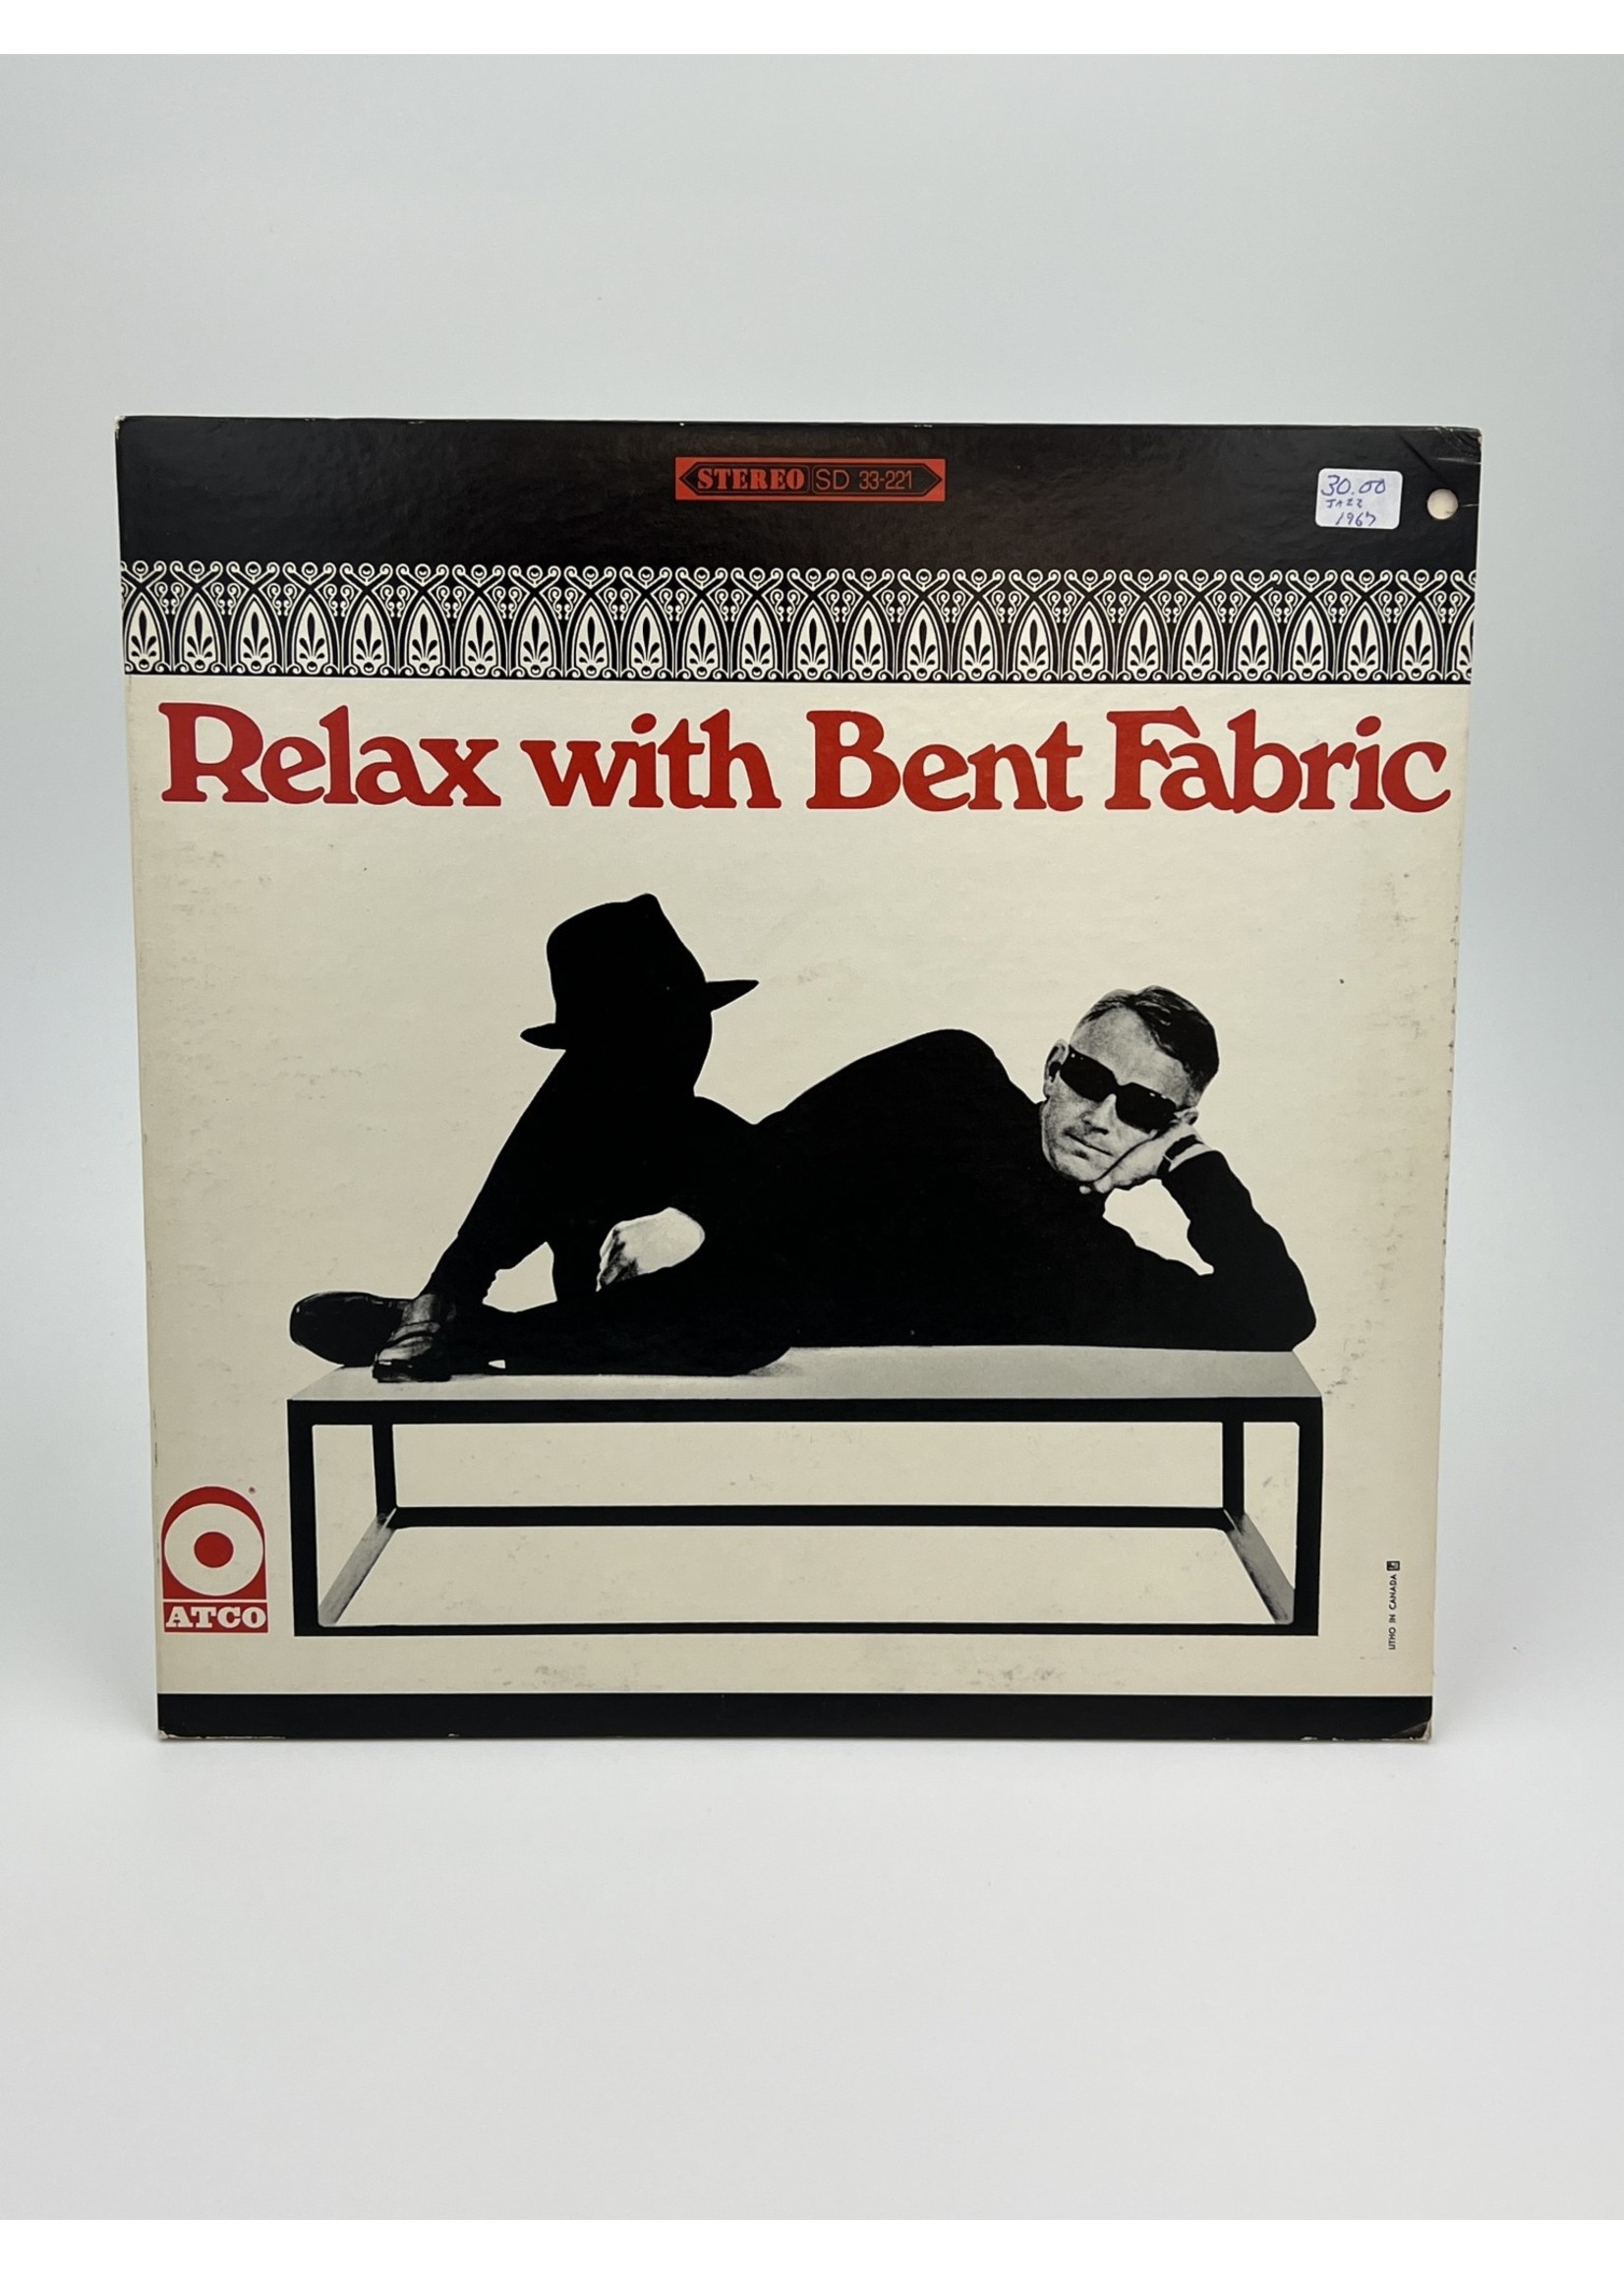 STEREO SD 33-221
30.00
JAZZ
1967
Relax with Bent Fabric
ATCO
LITHO IN CANADA